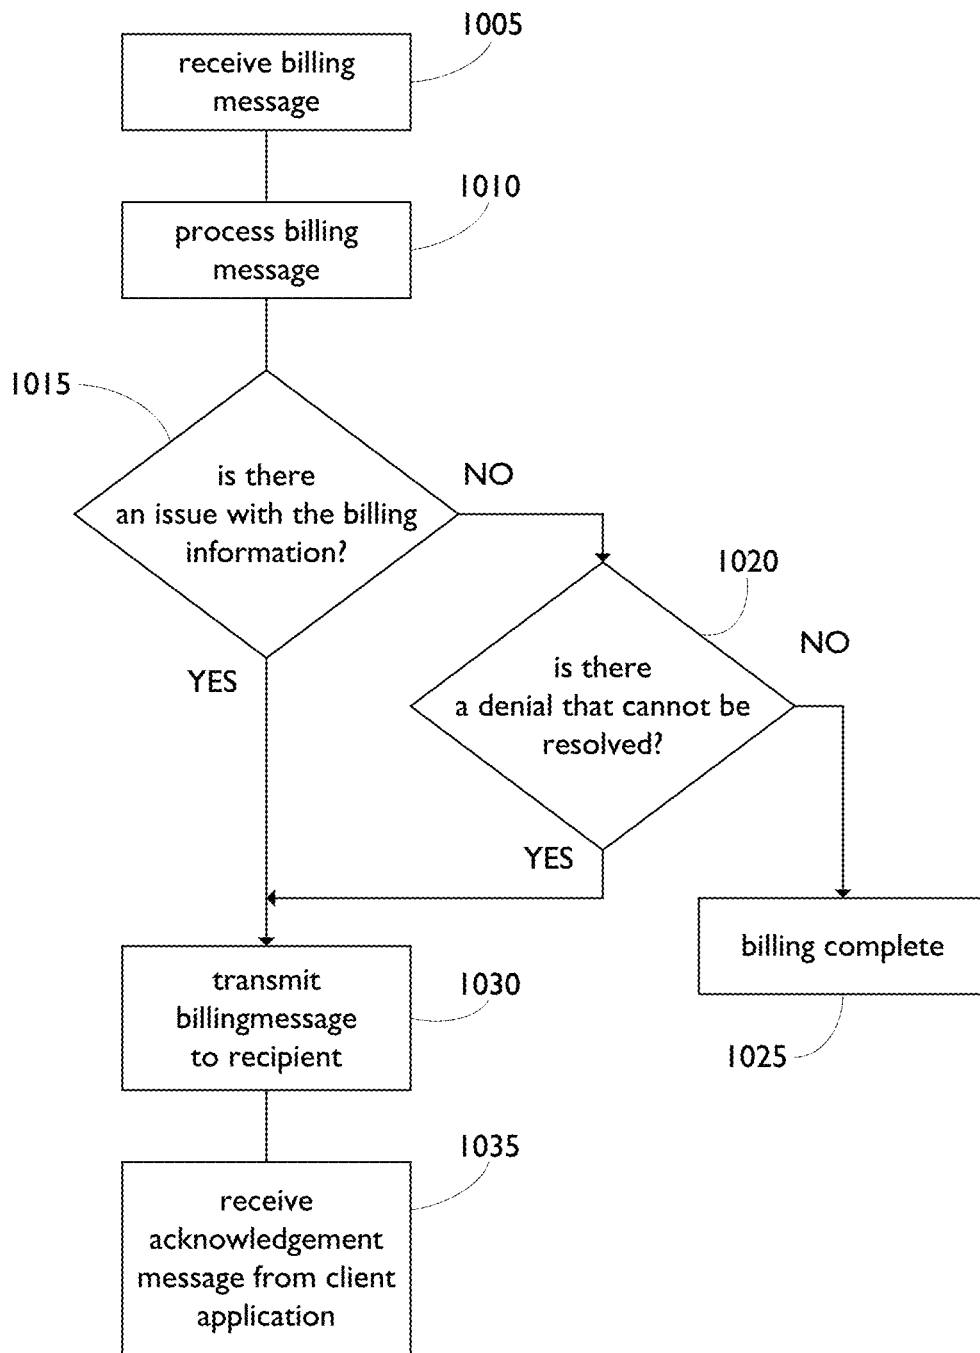 1005
receive billing
message
1010
process billing
message
1015
is there
an issue with the billing
information?
NO
YES
1020
is there
a denial that cannot be
resolved?
NO
YES
billing complete
1025
transmit
billingmessage
to recipient
1030
1035
receive
acknowledgement
message from client
application